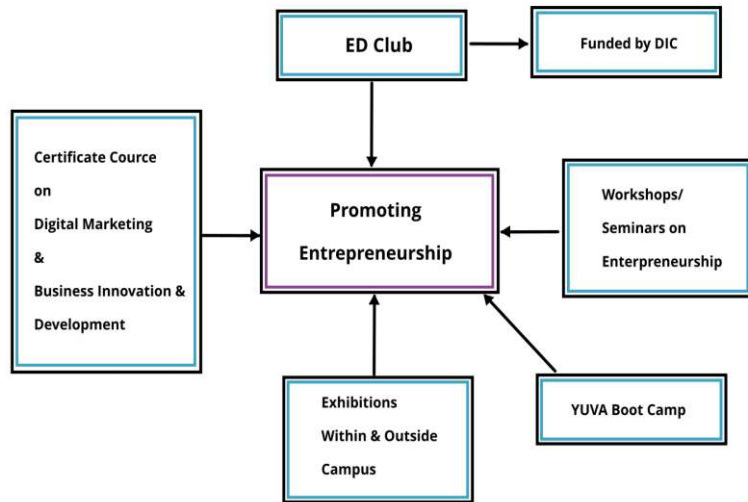 ED Club
Funded by DIC
Certificate Cource
on
Digital Marketing
&
Business Innovation &
Development
Promoting
Entrepreneurship
Workshops/
Seminars on
Enterpreneurship
Exhibitions
Within & Outside
Campus
YUVA Boot Camp